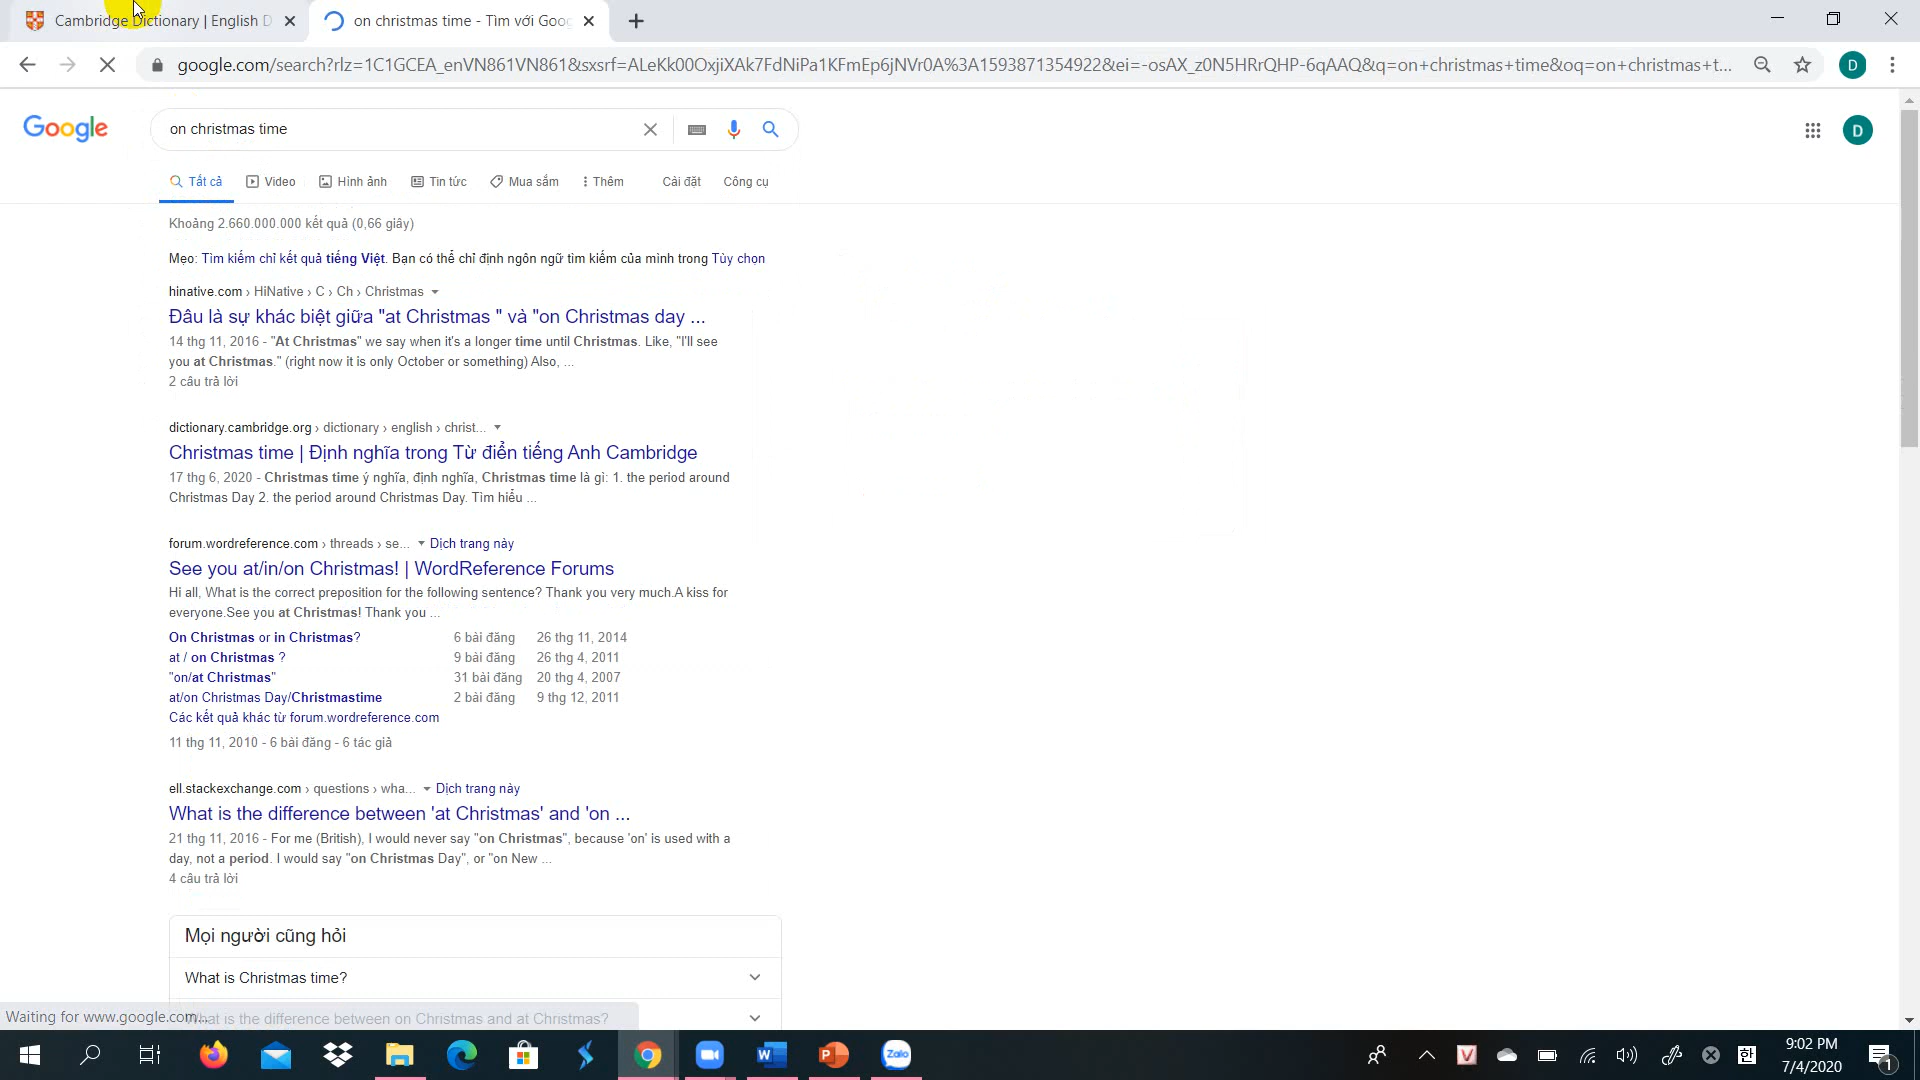 Cambridge Dictionary | English D
on christmas time - Tìm với Goo
google.com/search?rlz=1C1GCEA_enVN861VN861&sxsrf=ALeKk00OxjiXAk7FdNiPa1KFmEp6jNVr0A%3A1593871354922&ei=-osAX_z0N5HRrQHP-6qAAQ&q=on+christmas+time&oq=on+christmas+t...
D
Google
on christmas time
D
Tất cả
Video
Hình ảnh
Tin tức
Mua sắm
Thêm
Cài đặt
Công cụ
Khoảng 2.660.000.000 kết quả (0,66 giây)
Mẹo: Tìm kiếm chỉ kết quả tiếng Việt. Bạn có thể chỉ định ngôn ngữ tìm kiếm của mình trong Tùy chọn
hinative.com › HiNative › C › Ch › Christmas
Đâu là sự khác biệt giữa "at Christmas " và "on Christmas day ...
14 thg 11, 2016 - "At Christmas" we say when it's a longer time until Christmas. Like, "I'll see
you at Christmas." (right now it is only October or something) Also, ...
2 câu trả lời
dictionary.cambridge.org › dictionary › english › christ...
Christmas time | Định nghĩa trong Từ điển tiếng Anh Cambridge
17 thg 6, 2020 - Christmas time ý nghĩa, định nghĩa, Christmas time là gì: 1. the period around
Christmas Day 2. the period around Christmas Day. Tìm hiểu ...
forum.wordreference.com › threads › se... Dịch trang này
See you at/in/on Christmas! | WordReference Forums
Hi all, What is the correct preposition for the following sentence? Thank you very much.A kiss for
everyone.See you at Christmas! Thank you ...
On Christmas or in Christmas? 6 bài đăng 26 thg 11, 2014
at / on Christmas ? 9 bài đăng 26 thg 4, 2011
"on/at Christmas" 31 bài đăng 20 thg 4, 2007
at/on Christmas Day/Christmastime 2 bài đăng 9 thg 12, 2011
Các kết quả khác từ forum.wordreference.com
11 thg 11, 2010 - 6 bài đăng - 6 tác giả
ell.stackexchange.com › questions › wha... Dịch trang này
What is the difference between 'at Christmas' and 'on ...
21 thg 11, 2016 - For me (British), I would never say "on Christmas", because 'on' is used with a
day, not a period. I would say "on Christmas Day", or "on New ...
4 câu trả lời
Mọi người cũng hỏi
What is Christmas time?
What is the difference between on Christmas and at Christmas?
Waiting for www.google.com...
Zalo
한
9:02 PM
7/4/2020
1